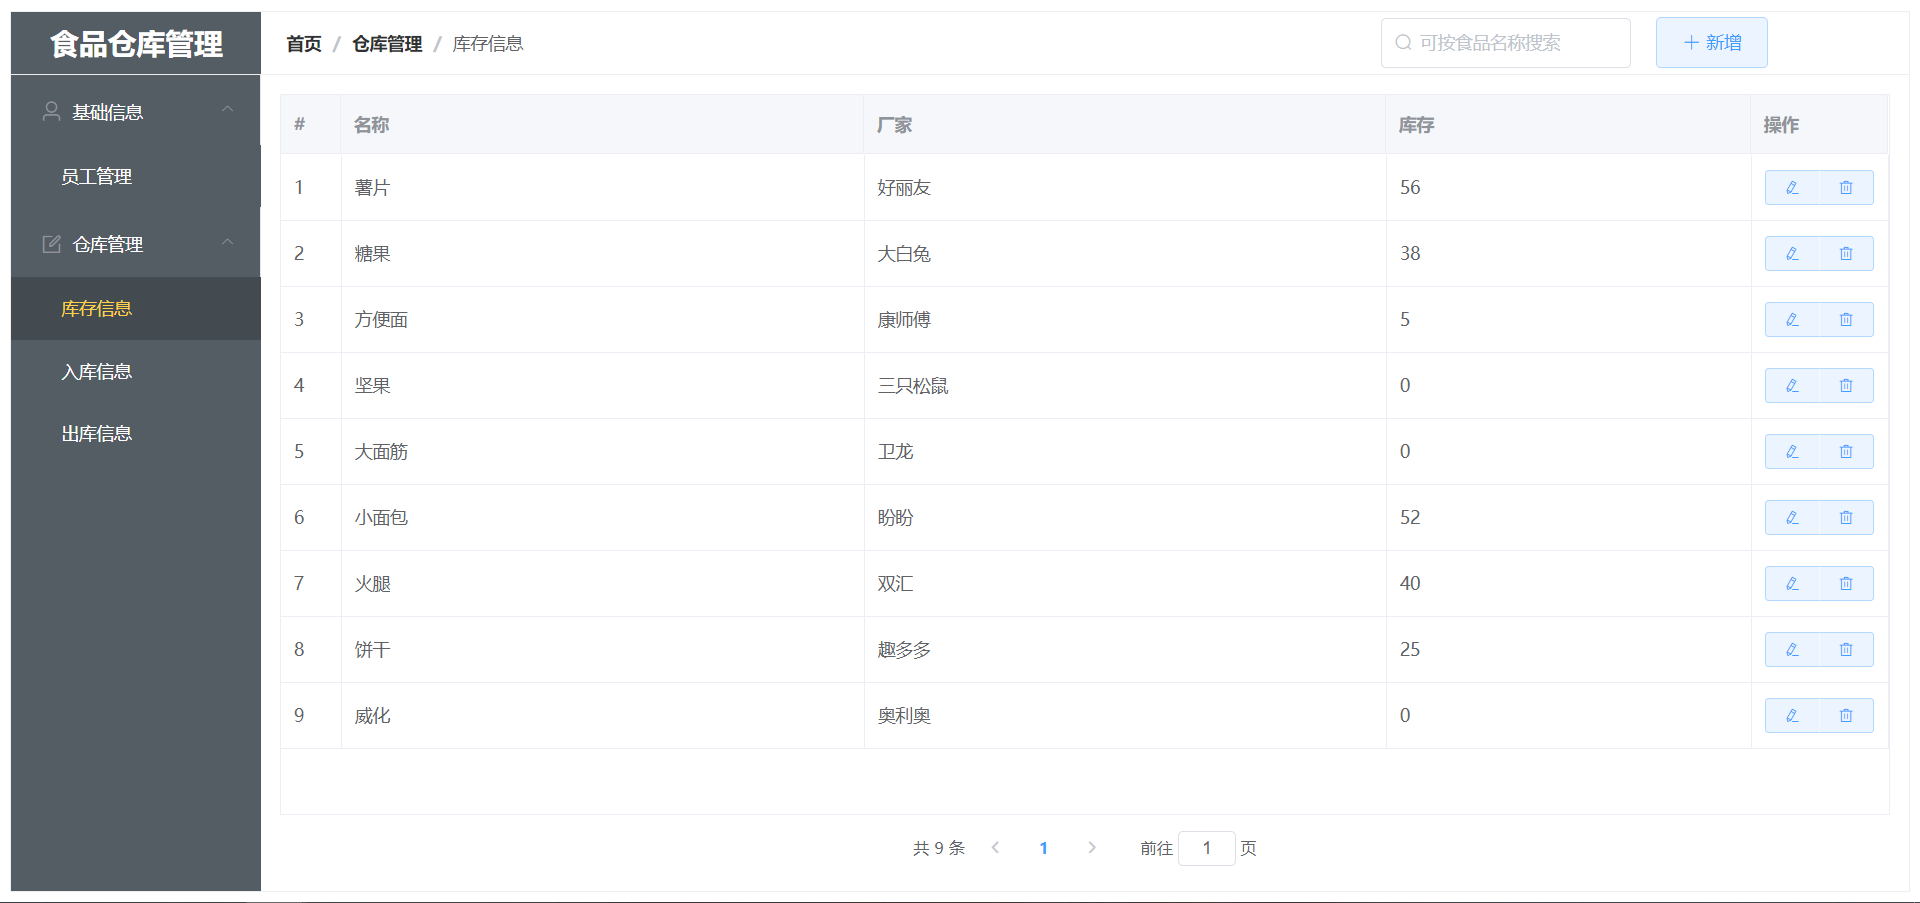 食品仓库管理
首页 / 仓库管理 / 库存信息
可按食品名称搜索
新增
基础信息
员工管理
仓库管理
库存信息
入库信息
出库信息
# 名称 厂家 库存 操作
1 薯片 好丽友 56
2 糖果 大白兔 38
3 方便面 康师傅 5
4 坚果 三只松鼠 0
5 大面筋 卫龙 0
6 小面包 盼盼 52
7 火腿 双汇 40
8 饼干 趣多多 25
9 威化 奥利奥 0
共 9 条 1 前往 1 页